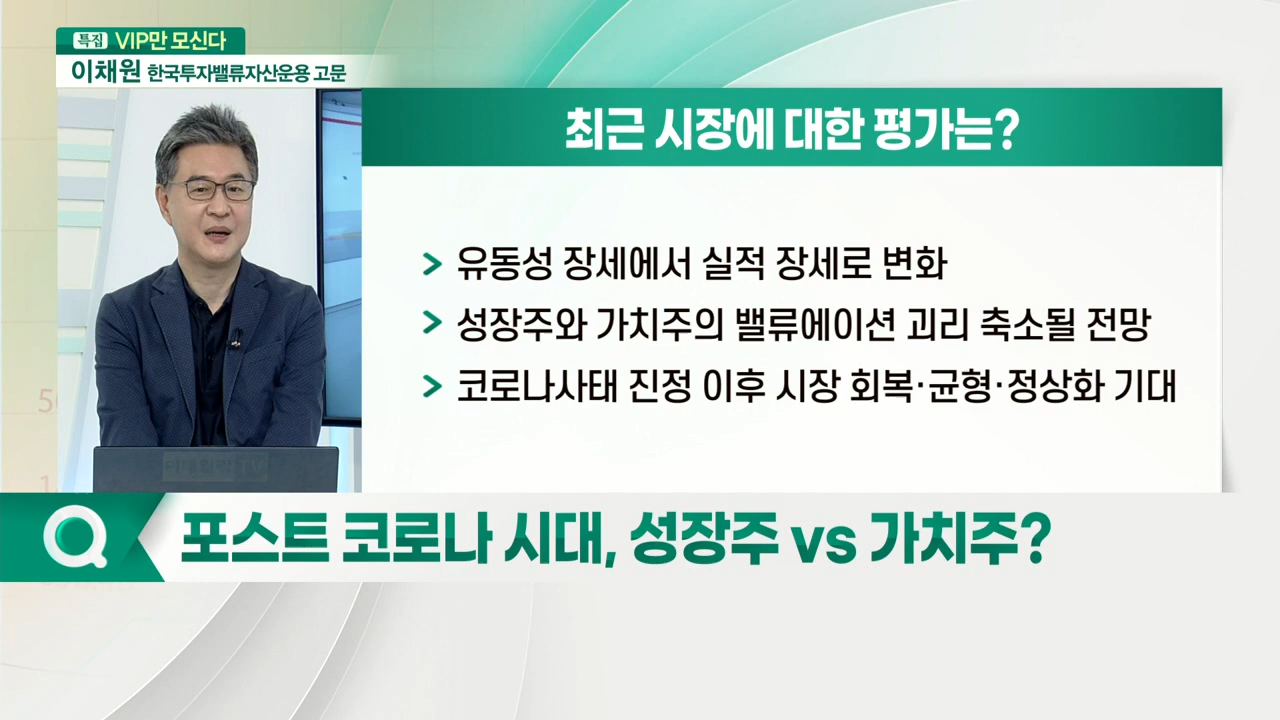 특집 VIP만 모신다
이채원 한국투자밸류자산운용 고문
최근 시장에 대한 평가는?
> 유동성 장세에서 실적 장세로 변화
> 성장주와 가치주의 밸류에이션 괴리 축소될 전망
> 코로나사태 진정 이후 시장 회복·균형·정상화 기대
Q 포스트 코로나 시대, 성장주 vs 가치주?